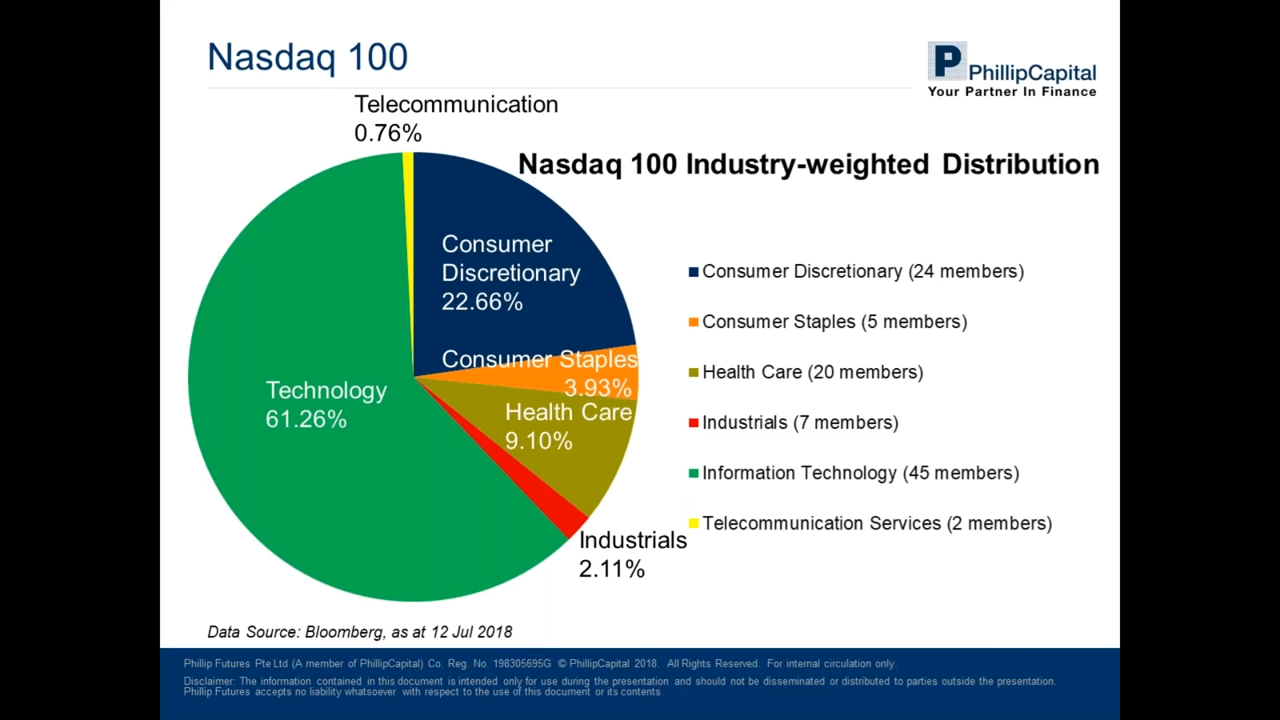 Nasdaq 100
P
PhillipCapital
Your Partner In Finance
Telecommunication
0.76%
Nasdaq 100 Industry-weighted Distribution
Consumer
Discretionary
22.66%
Consumer Staples
3.93%
Health Care
9.10%
Technology
61.26%
Industrials
2.11%
Consumer Discretionary (24 members)
Consumer Staples (5 members)
Health Care (20 members)
Industrials (7 members)
Information Technology (45 members)
Telecommunication Services (2 members)
Data Source: Bloomberg, as at 12 Jul 2018
Phillip Futures Pte Ltd (A member of PhillipCapital) Co. Reg. No. 198305695G © PhillipCapital 2018. All Rights Reserved. For internal circulation only.
Disclaimer: The information contained in this document is intended only for use during the presentation and should not be disseminated or distributed to parties outside the presentation.
Phillip Futures accepts no liability whatsoever with respect to the use of this document or its contents.